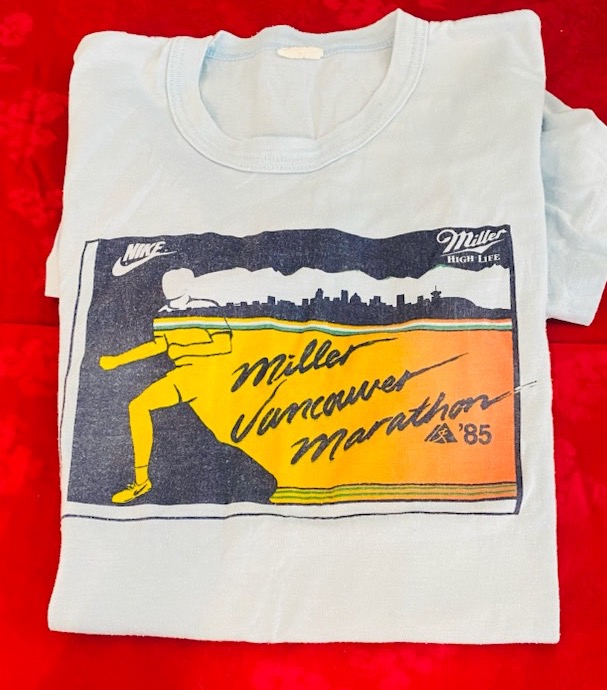 NIKE
Miller
HIGH LIFE
Miller
Vancouver
Marathon
'85